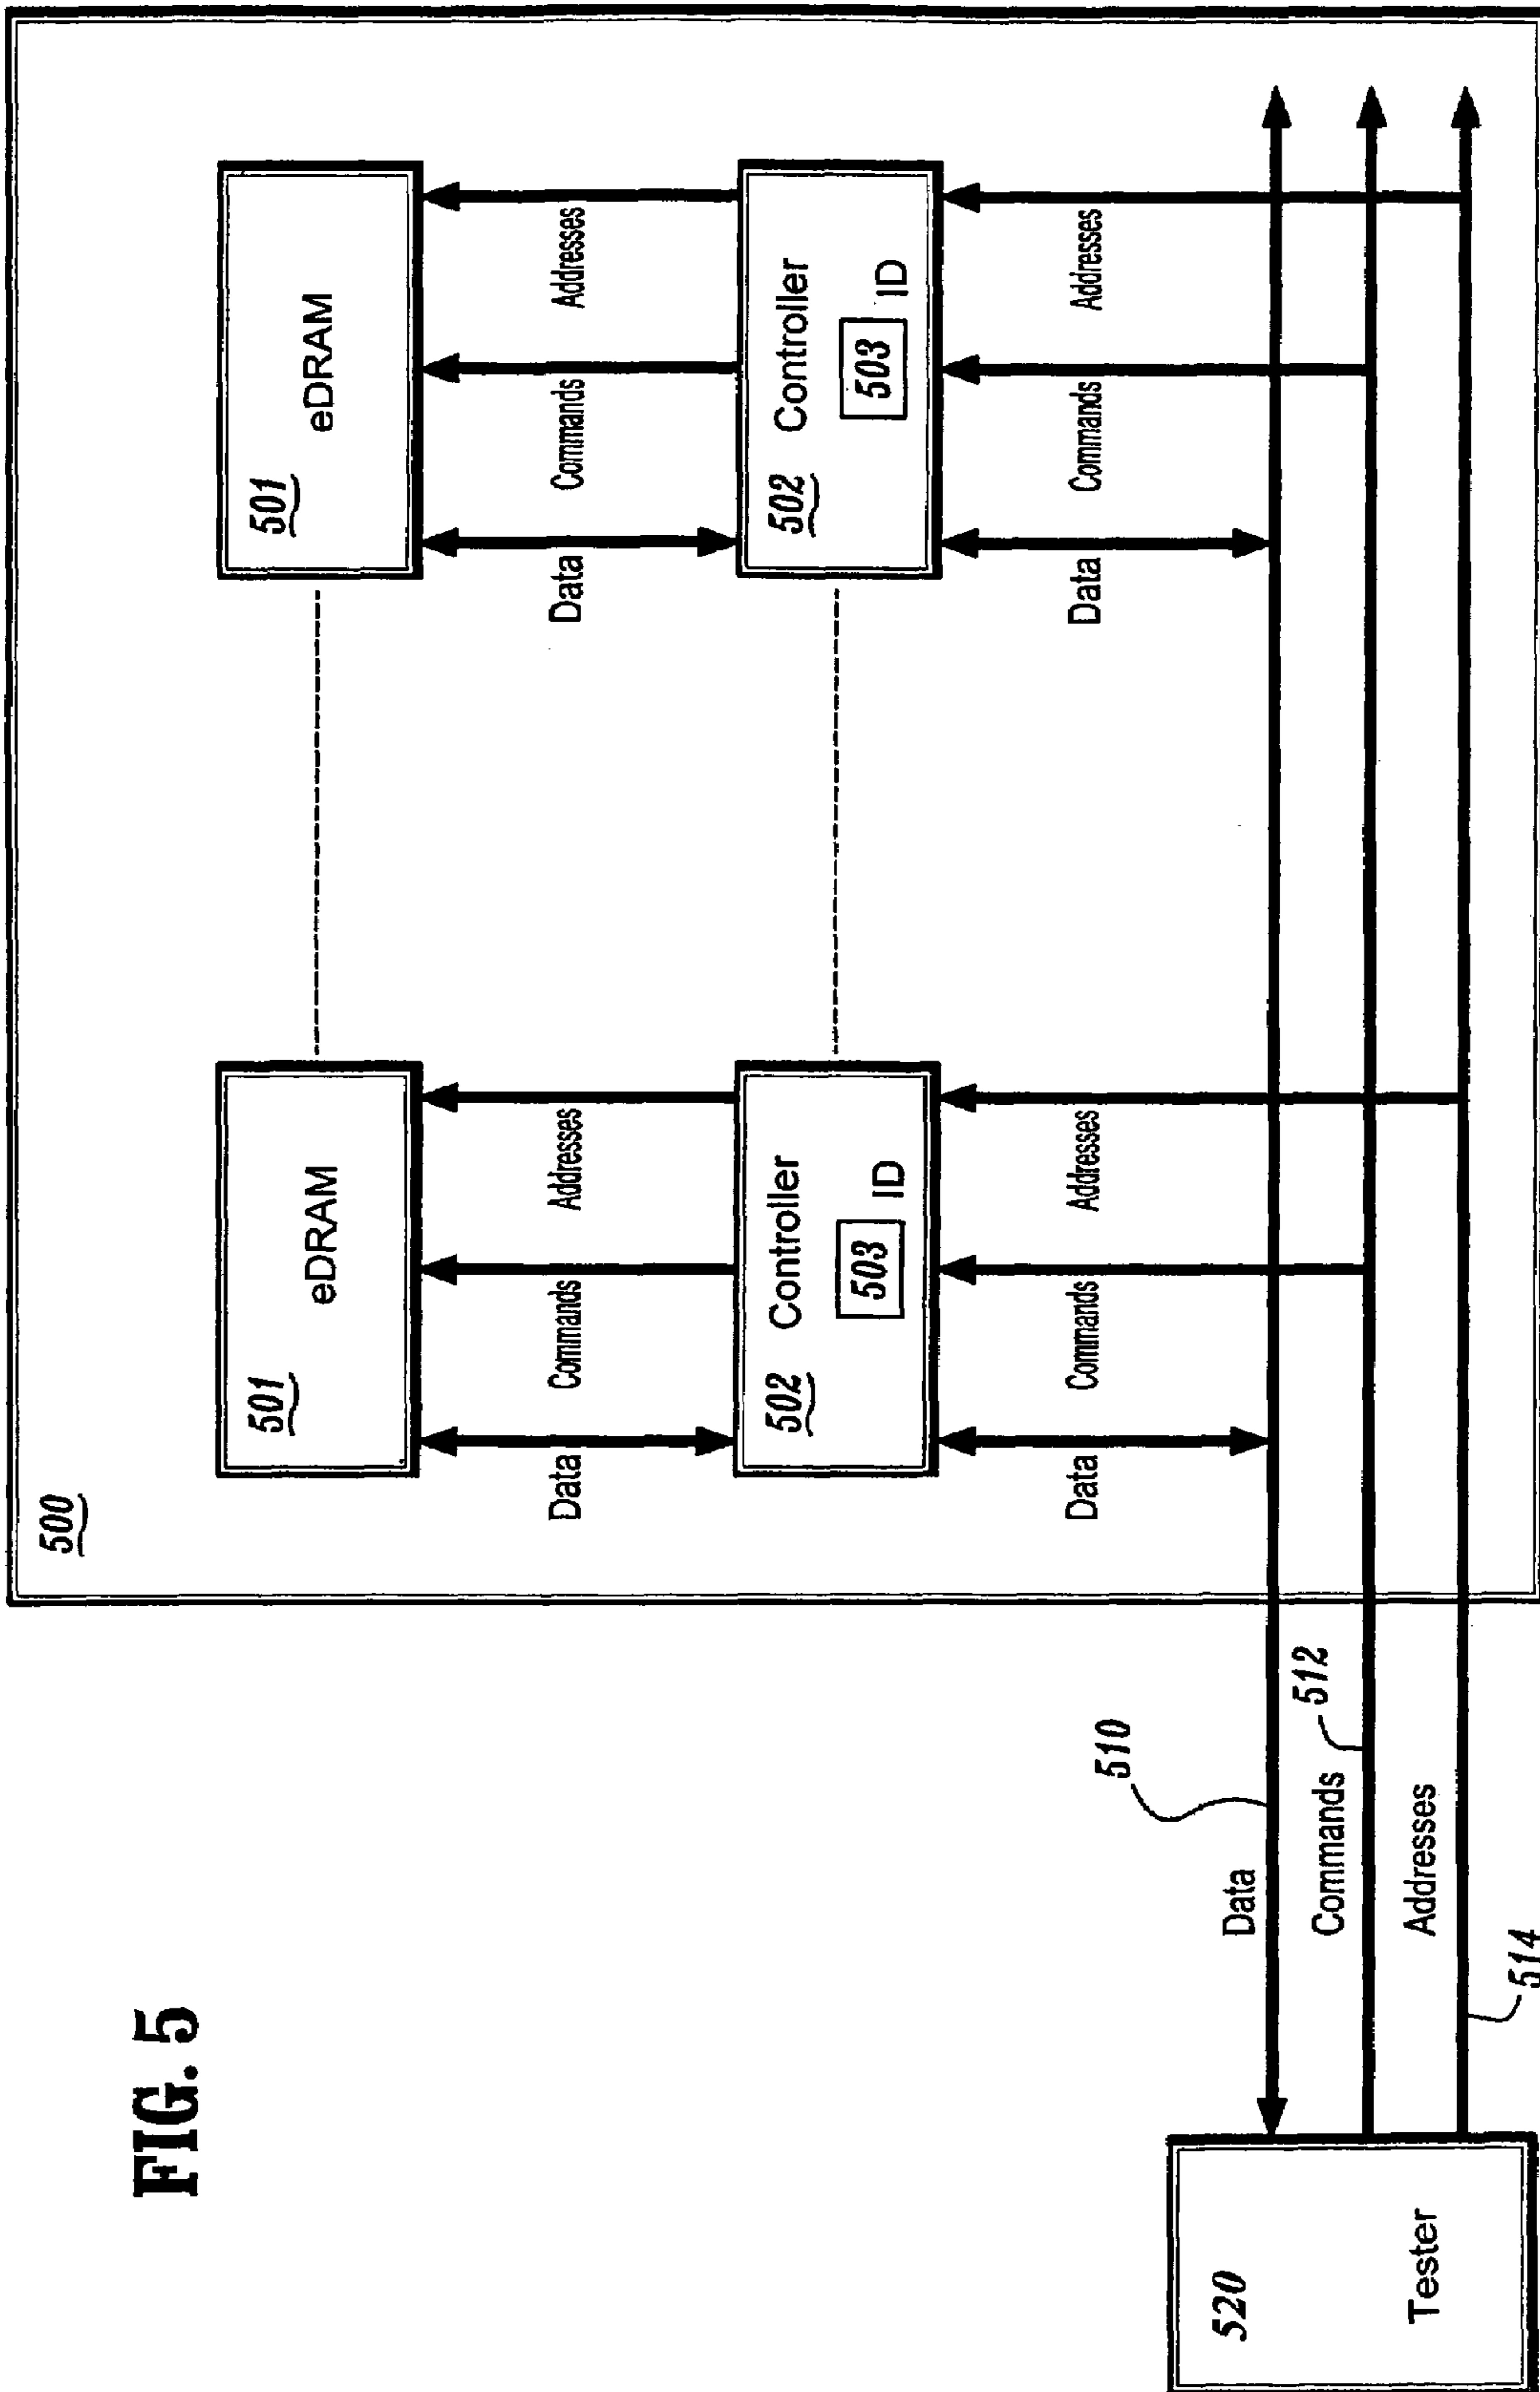 FIG. 5
500
501
eDRAM
501
eDRAM
Data
Commands
Addresses
Data
Commands
Addresses
502
Controller
503
ID
502
Controller
503
ID
Data
Commands
Addresses
Data
Commands
Addresses
510
Data
512
Commands
Addresses
514
520
Tester